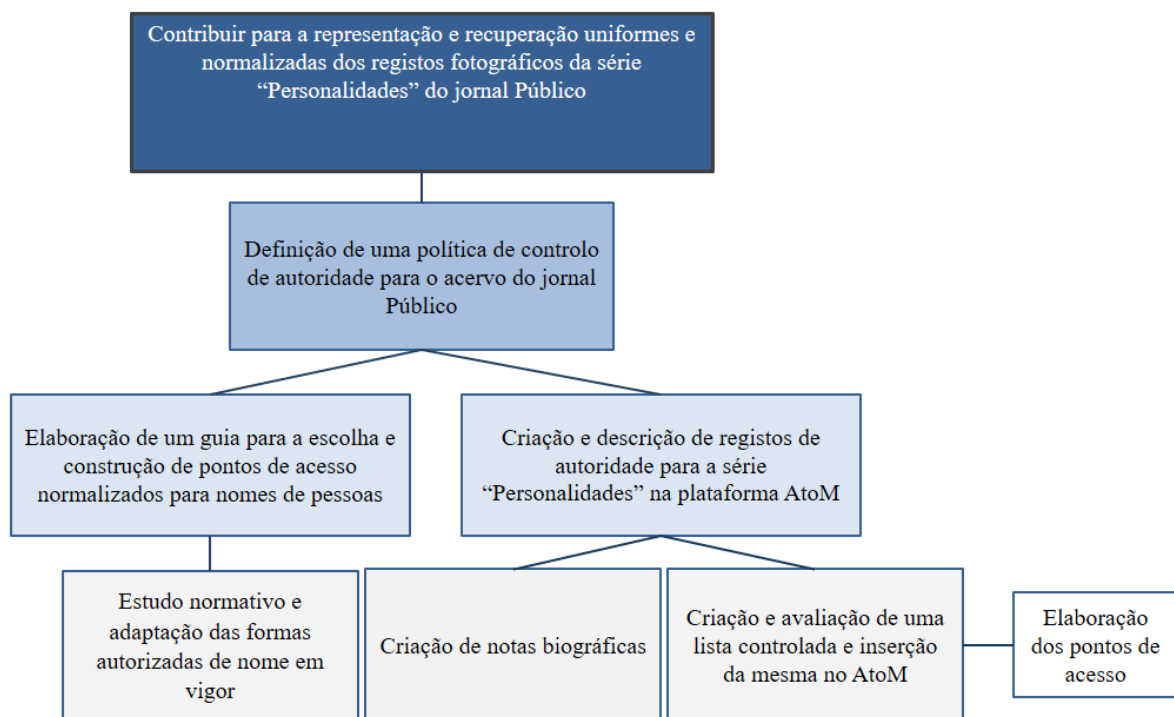 Contribuir para a representação e recuperação uniformes e
normalizadas dos registos fotográficos da série
“Personalidades” do jornal Público
Definição de uma política de controlo
de autoridade para o acervo do jornal
Público
Elaboração de um guia para a escolha e
construção de pontos de acesso
normalizados para nomes de pessoas
Criação e descrição de registos de
autoridade para a série
“Personalidades” na plataforma AtoM
Estudo normativo e
adaptação das formas
autorizadas de nome em
vigor
Criação de notas biográficas
Criação e avaliação de uma
lista controlada e inserção
da mesma no AtoM
Elaboração
dos pontos de
acesso